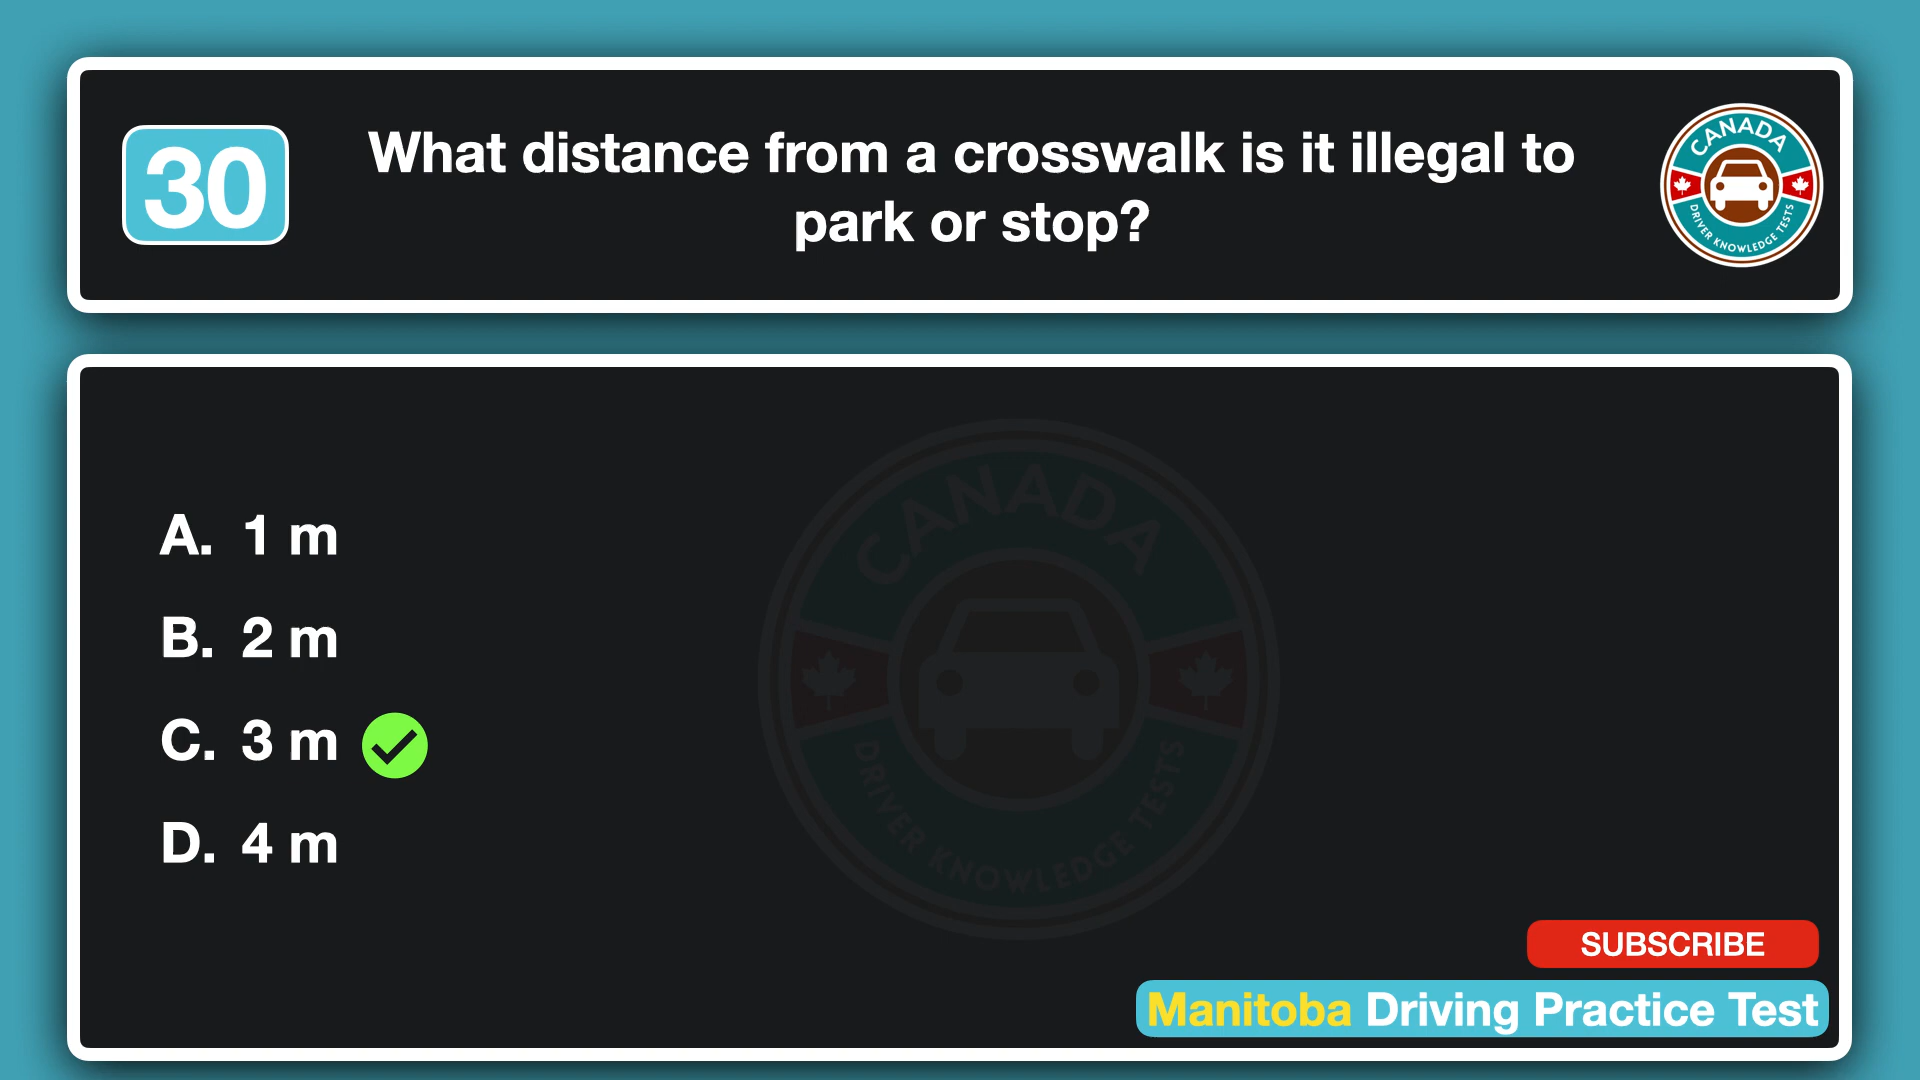 30
What distance from a crosswalk is it illegal to
park or stop?
CANADA
DRIVER KNOWLEDGE TESTS
A. 1 m
B. 2 m
C. 3 m
D. 4 m
CANADA
DRIVER KNOWLEDGE TESTS
SUBSCRIBE
Manitoba Driving Practice Test